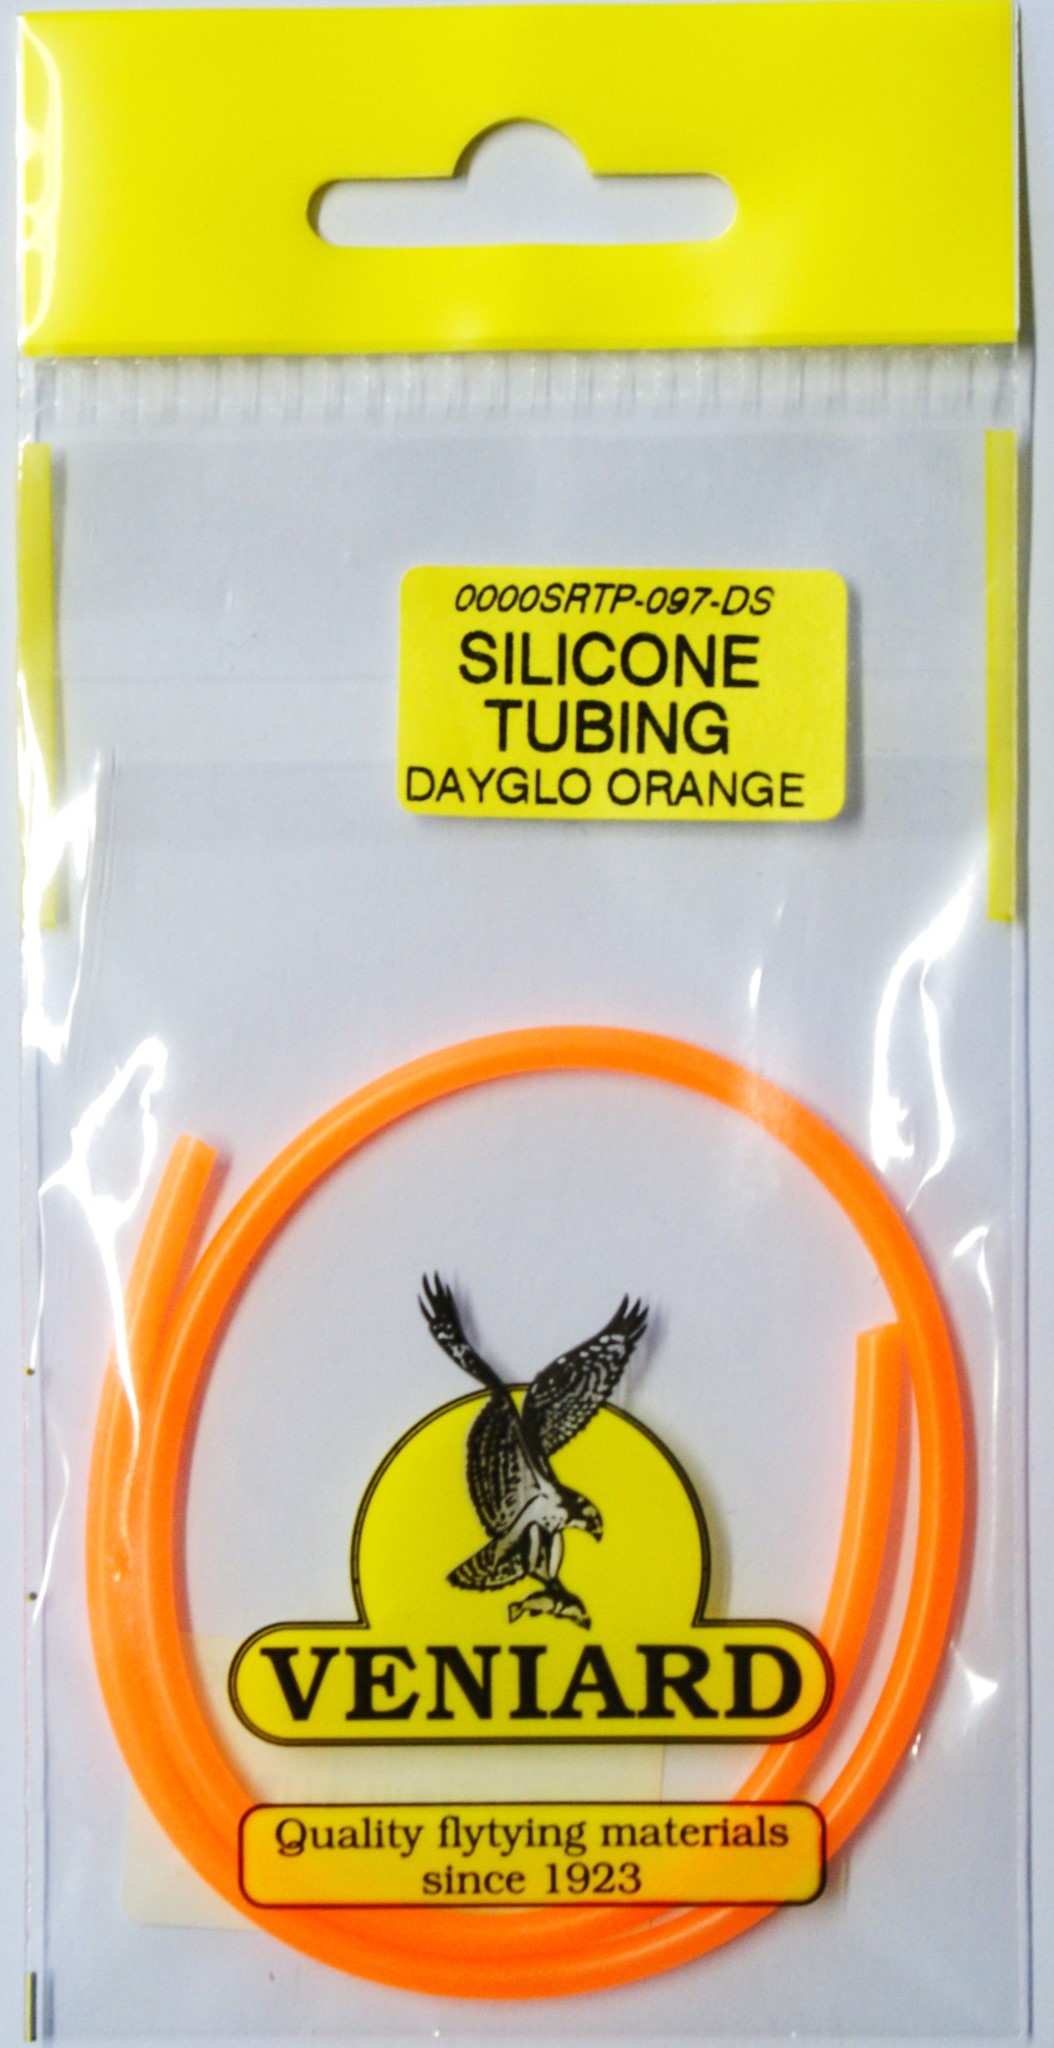 0000SRTP-097-DS
SILICONE
TUBING
DAYGLO ORANGE
VENIARD
Quality flytying materials
since 1923